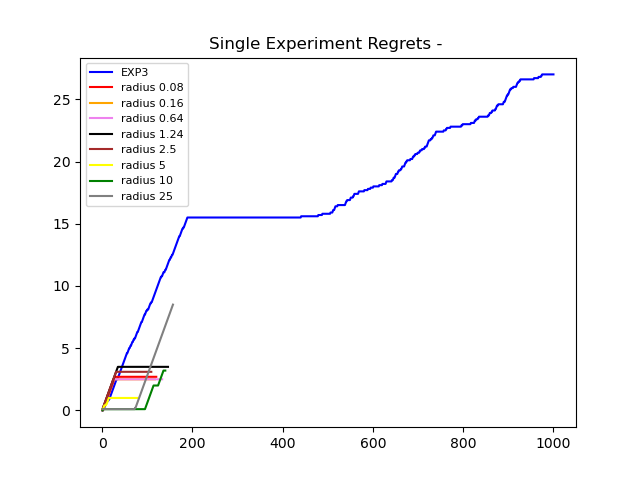 Single Experiment Regrets -
EXP3
radius 0.08
radius 0.16
radius 0.64
radius 1.24
radius 2.5
radius 5
radius 10
radius 25
25
20
15
10
5
0
0 200 400 600 800 1000